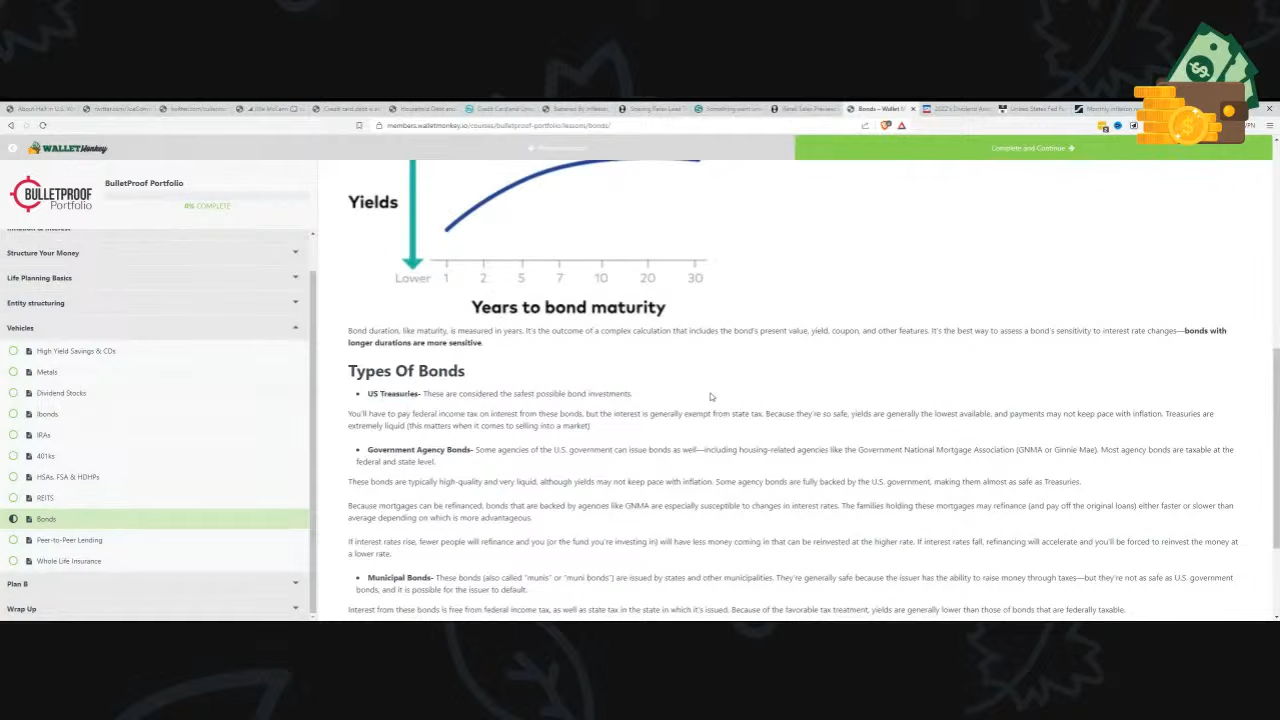 Bonds – Wallet M
members.walletmonkey.io/courses/bulletproof-portfolio/lessons/bonds/
WALLETMonkey
Complete and Continue
BULLETPROOF
Portfolio
BulletProof Portfolio
COMPLETE
Structure Your Money
Life Planning Basics
Entity structuring
Vehicles
High Yield Savings & CDs
Metals
Dividend Stocks
Ibonds
IRAs
401ks
HSAs, FSA & HDHPs
REITS
Bonds
Peer-to-Peer Lending
Whole Life Insurance
Plan B
Wrap Up
Yields
Lower 1 2 5 7 10 20 30
Years to bond maturity
Bond duration, like maturity, is measured in years. It's the outcome of a complex calculation that includes the bond's present value, yield, coupon, and other features. It's the best way to assess a bond's sensitivity to interest rate changes—bonds with
longer durations are more sensitive.
Types Of Bonds
• US Treasuries- These are considered the safest possible bond investments.
You'll have to pay federal income tax on interest from these bonds, but the interest is generally exempt from state tax. Because they're so safe, yields are generally the lowest available, and payments may not keep pace with inflation. Treasuries are
extremely liquid (this matters when it comes to selling into a market)
• Government Agency Bonds- Some agencies of the U.S. government can issue bonds as well—including housing-related agencies like the Government National Mortgage Association (GNMA or Ginnie Mae). Most agency bonds are taxable at the
federal and state level.
These bonds are typically high-quality and very liquid, although yields may not keep pace with inflation. Some agency bonds are fully backed by the U.S. government, making them almost as safe as Treasuries.
Because mortgages can be refinanced, bonds that are backed by agencies like GNMA are especially susceptible to changes in interest rates. The families holding these mortgages may refinance (and pay off the original loans) either faster or slower than
average depending on which is more advantageous.
If interest rates rise, fewer people will refinance and you (or the fund you're investing in) will have less money coming in that can be reinvested at the higher rate. If interest rates fall, refinancing will accelerate and you'll be forced to reinvest the money at
a lower rate.
• Municipal Bonds- These bonds (also called "munis" or "muni bonds") are issued by states and other municipalities. They're generally safe because the issuer has the ability to raise money through taxes—but they're not as safe as U.S. government
bonds, and it is possible for the issuer to default.
Interest from these bonds is free from federal income tax, as well as state tax in the state in which it's issued. Because of the favorable tax treatment, yields are generally lower than those of bonds that are federally taxable.